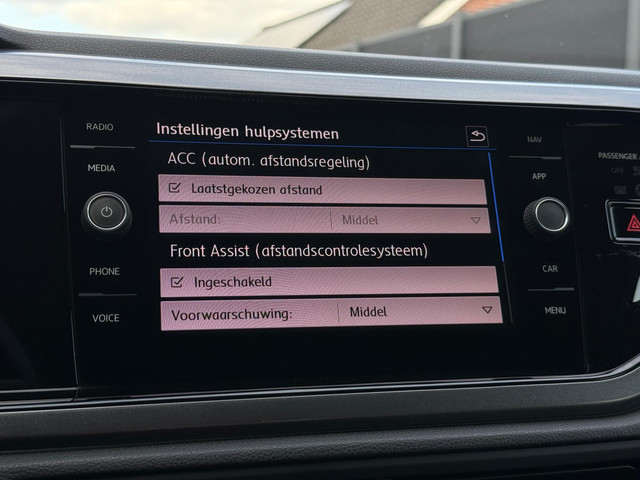 RADIO
MEDIA
PHONE
VOICE
Instellingen hulpsystemen
ACC (autom. afstandsregeling)
Laatstgekozen afstand
Afstand: Middel
Front Assist (afstandscontrolesysteem)
Ingeschakeld
Voorwaarschuwing: Middel
NAV
APP
CAR
MENU
PASSENGER
OFF